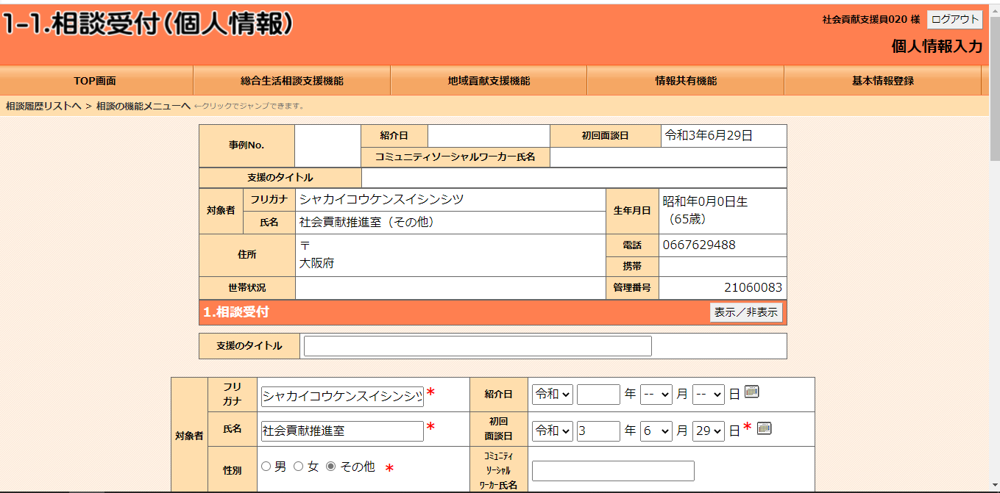 1-1.相談受付(個人情報)
社会貢献支援員020 様 ログアウト
個人情報入力
TOP画面 総合生活相談支援機能 地域貢献支援機能 情報共有機能 基本情報登録
相談履歴リストへ > 相談の機能メニューへ ←クリックでジャンプできます。
事例No. 紹介日 初回面談日 令和3年6月29日
コミュニティソーシャルワーカー氏名
支援のタイトル
対象者 フリガナ シャカイコウケンスイシンシツ 生年月日 昭和年0月0日生
(65歳)
氏名 社会貢献推進室(その他)
住所 〒
大阪府
電話 0667629488
携帯
世帯状況 管理番号 21060083
1.相談受付 表示/非表示
支援のタイトル
対象者 フリ
ガナ シャカイコウケンスイシンシツ * 紹介日 令和 年 -- 月 -- 日
氏名 社会貢献推進室 * 初回
面談日 令和 3 年 6 月 29 日 *
性別 男 女 その他 * コミュニティ
ソーシャル
ワーカー氏名